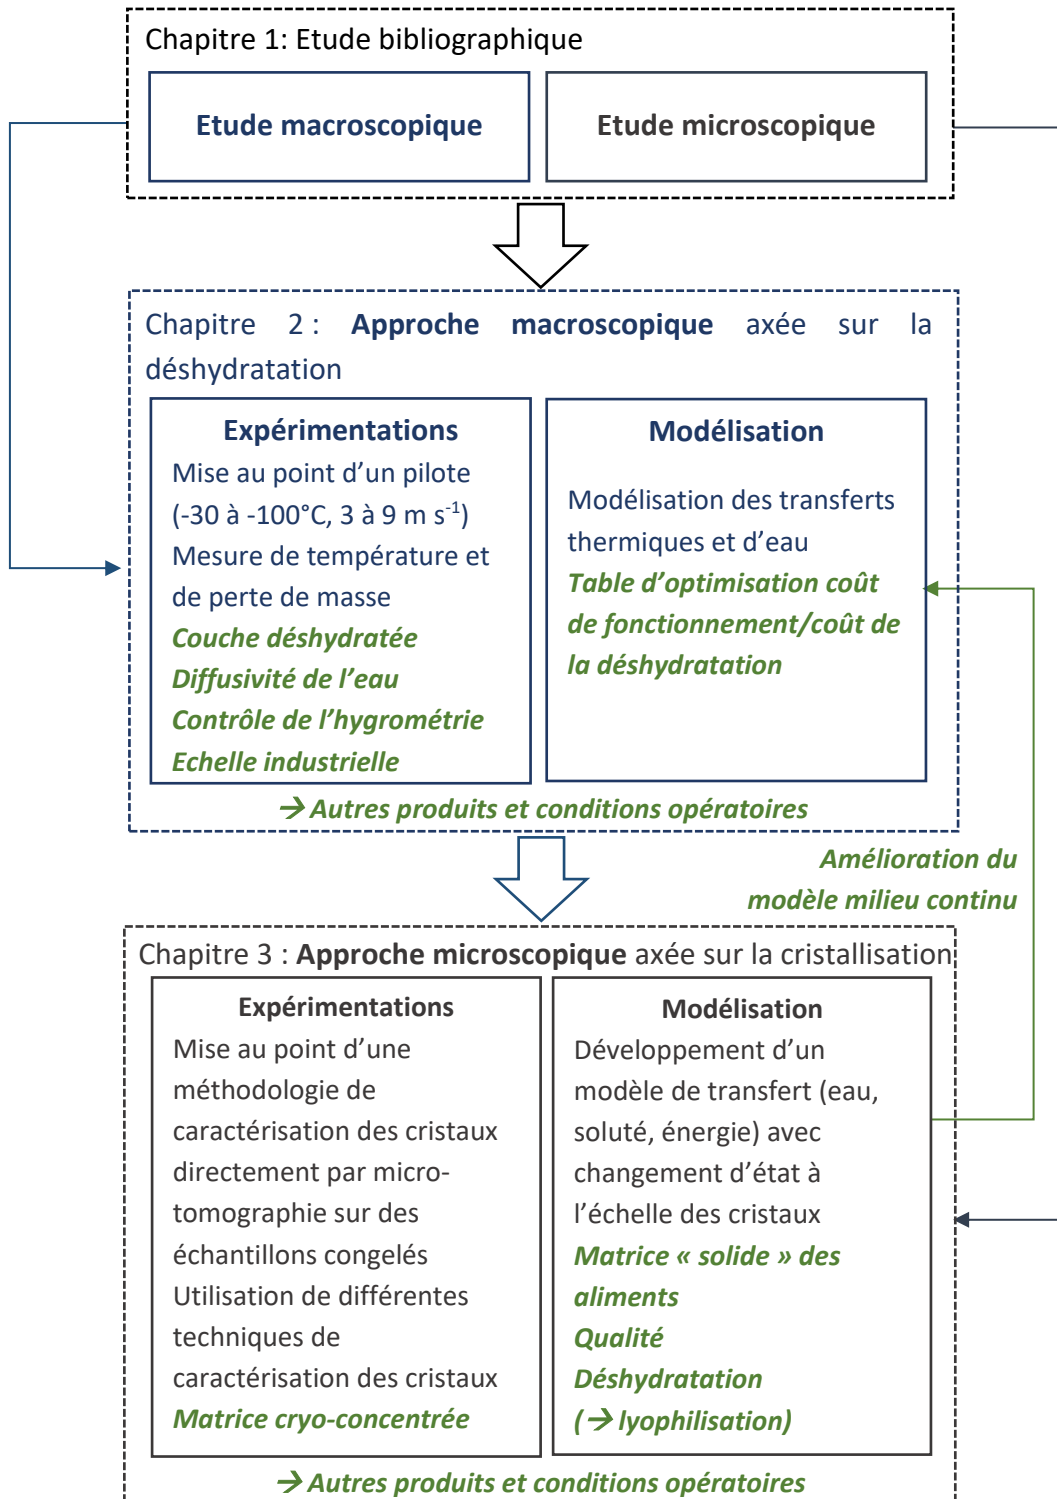 Chapitre 1: Etude bibliographique
Etude macroscopique
Etude microscopique
Chapitre 2 : Approche macroscopique axée sur la
déshydratation
Expérimentations
Mise au point d’un pilote
(-30 à -100°C, 3 à 9 m s-1)
Mesure de température et
de perte de masse
Couche déshydratée
Diffusivité de l’eau
Contrôle de l’hygrométrie
Echelle industrielle
Modélisation
Modélisation des transferts
thermiques et d’eau
Table d’optimisation coût
de fonctionnement/coût de
la déshydratation
→ Autres produits et conditions opératoires
Amélioration du
modèle milieu continu
Chapitre 3 : Approche microscopique axée sur la cristallisation
Expérimentations
Mise au point d’une
méthodologie de
caractérisation des cristaux
directement par micro-
tomographie sur des
échantillons congelés
Utilisation de différentes
techniques de
caractérisation des cristaux
Matrice cryo-concentrée
Modélisation
Développement d’un
modèle de transfert (eau,
soluté, énergie) avec
changement d’état à
l’échelle des cristaux
Matrice « solide » des
aliments
Qualité
Déshydratation
(→ lyophilisation)
→ Autres produits et conditions opératoires